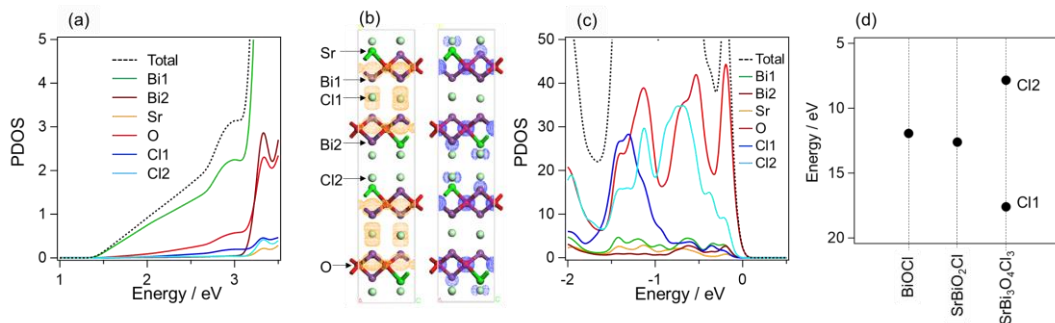 (a)
PDOS
5
4
3
2
1
0
Total
Bi1
Bi2
Sr
O
Cl1
Cl2
1
2
3
Energy / eV
(b)
Sr
Bi1
Cl1
Bi2
Cl2
O
(c)
PDOS
50
40
30
20
10
0
Total
Bi1
Bi2
Sr
O
Cl1
Cl2
-2
-1
0
Energy / eV
(d)
Energy / eV
5
10
15
20
Cl2
Cl1
BiOCl
SrBiO₂Cl
SrBi₃O₄Cl₃